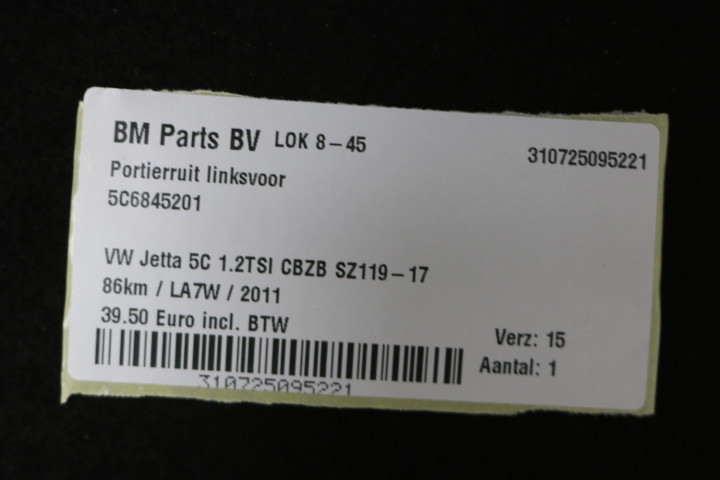 BM Parts BV LOK 8-45
310725095221
Portierruit linksvoor
5C6845201
VW Jetta 5C 1.2TSI CBZB SZ119-17
86km / LA7W / 2011
39.50 Euro incl. BTW
Verz: 15
Aantal: 1
310725095221